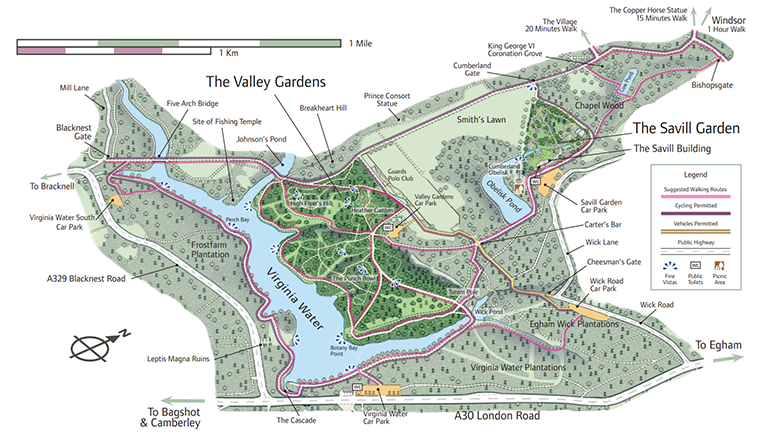 The Copper Horse Statue
15 Minutes Walk
Windsor
1 Hour Walk
The Village
20 Minutes Walk
1 Mile
1 Km
King George VI
Coronation Grove
Cumberland
Gate
Bishopsgate
Cow Pond
Chapel Wood
Mill Lane
The Valley Gardens
Prince Consort
Statue
Smith's Lawn
Five Arch Bridge
Breakheart Hill
Site of Fishing Temple
Blacknest
Gate
Johnson's Pond
The Savill Garden
The Savill Building
Guards
Polo Club
Cumberland
Obelisk
Obelisk Pond
WC
To Bracknell
High Flyer's Hill
Heather Garden
Valley Gardens
Car Park
WC
Savill Garden
Car Park
Legend
Suggested Walking Routes
Cycling Permitted
Vehicles Permitted
Public Highway
WC
Fine
Vistas
Public
Toilets
Picnic
Area
Virginia Water South
Car Park
Perch Bay
Carter's Bar
Frostfarm
Plantation
Wick Lane
Cheesman's Gate
A329 Blacknest Road
Virginia Water
The Punch Bowl
Totem Pole
Wick Road
Car Park
Wick Pond
Wick Road
Egham Wick Plantations
N
Leptis Magna Ruins
Botany Bay
Point
Virginia Water Plantations
To Egham
WC
To Bagshot
& Camberley
The Cascade
Virginia Water
Car Park
A30 London Road